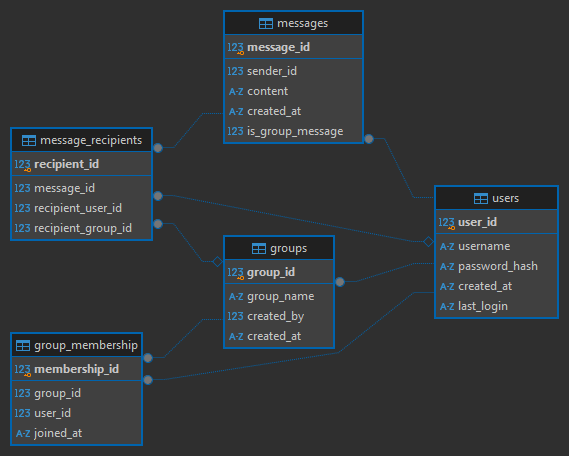 messages
123 message_id
123 sender_id
A-Z content
A-Z created_at
123 is_group_message
message_recipients
123 recipient_id
123 message_id
123 recipient_user_id
123 recipient_group_id
users
123 user_id
A-Z username
A-Z password_hash
A-Z created_at
A-Z last_login
groups
123 group_id
A-Z group_name
123 created_by
A-Z created_at
group_membership
123 membership_id
123 group_id
123 user_id
A-Z joined_at